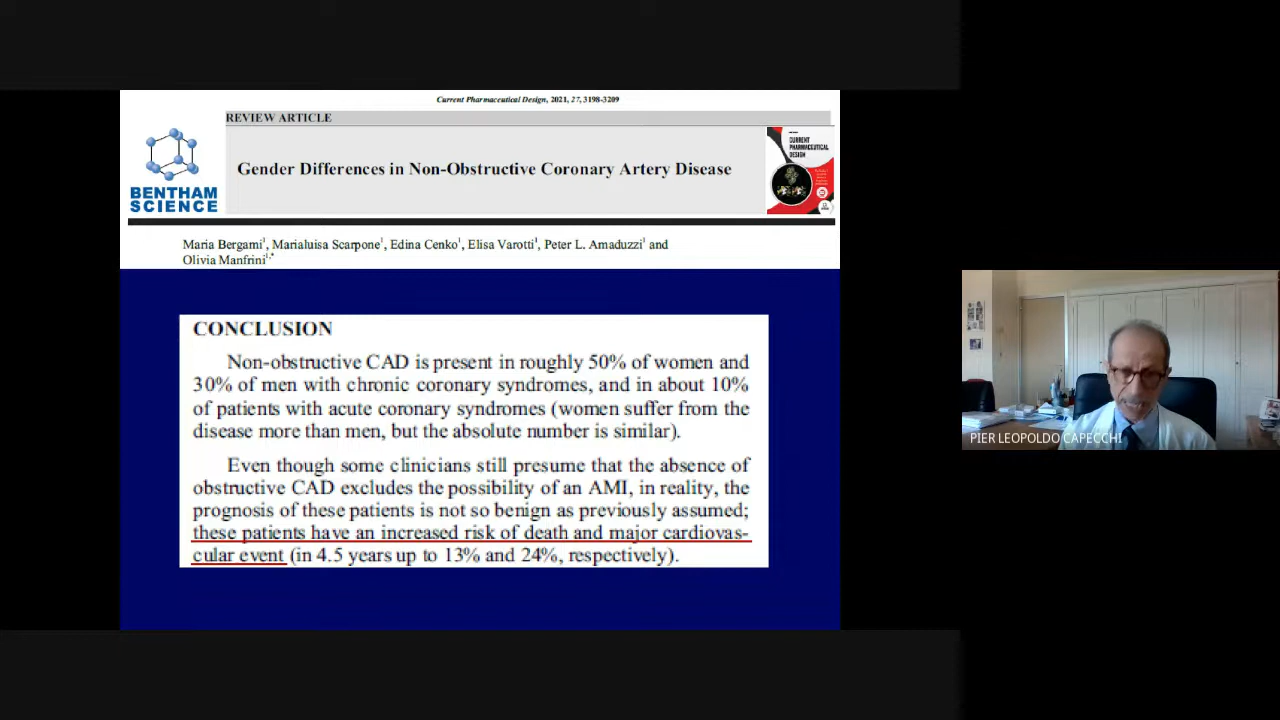 Current Pharmaceutical Design, 2021, 27, 3198-3209
REVIEW ARTICLE
Gender Differences in Non-Obstructive Coronary Artery Disease
CURRENT
PHARMACEUTICAL
DESIGN
BENTHAM
SCIENCE
Maria Bergami¹, Marialuisa Scarpone¹, Edina Cenko¹, Elisa Varotti¹, Peter L. Amaduzzi¹ and
Olivia Manfrini¹,*
CONCLUSION
Non-obstructive CAD is present in roughly 50% of women and
30% of men with chronic coronary syndromes, and in about 10%
of patients with acute coronary syndromes (women suffer from the
disease more than men, but the absolute number is similar).
Even though some clinicians still presume that the absence of
obstructive CAD excludes the possibility of an AMI, in reality, the
prognosis of these patients is not so benign as previously assumed;
these patients have an increased risk of death and major cardiovas-
cular event (in 4.5 years up to 13% and 24%, respectively).
PIER LEOPOLDO CAPECCHI